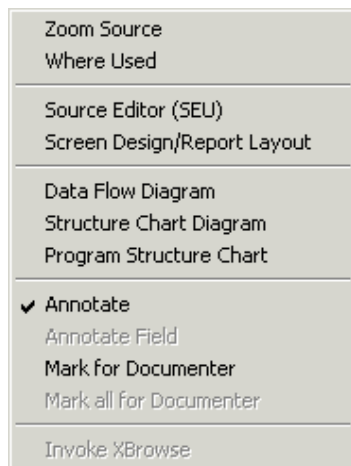 Zoom Source
Where Used
Source Editor (SEU)
Screen Design/Report Layout
Data Flow Diagram
Structure Chart Diagram
Program Structure Chart
Annotate
Annotate Field
Mark for Documenter
Mark all for Documenter
Invoke XBrowse